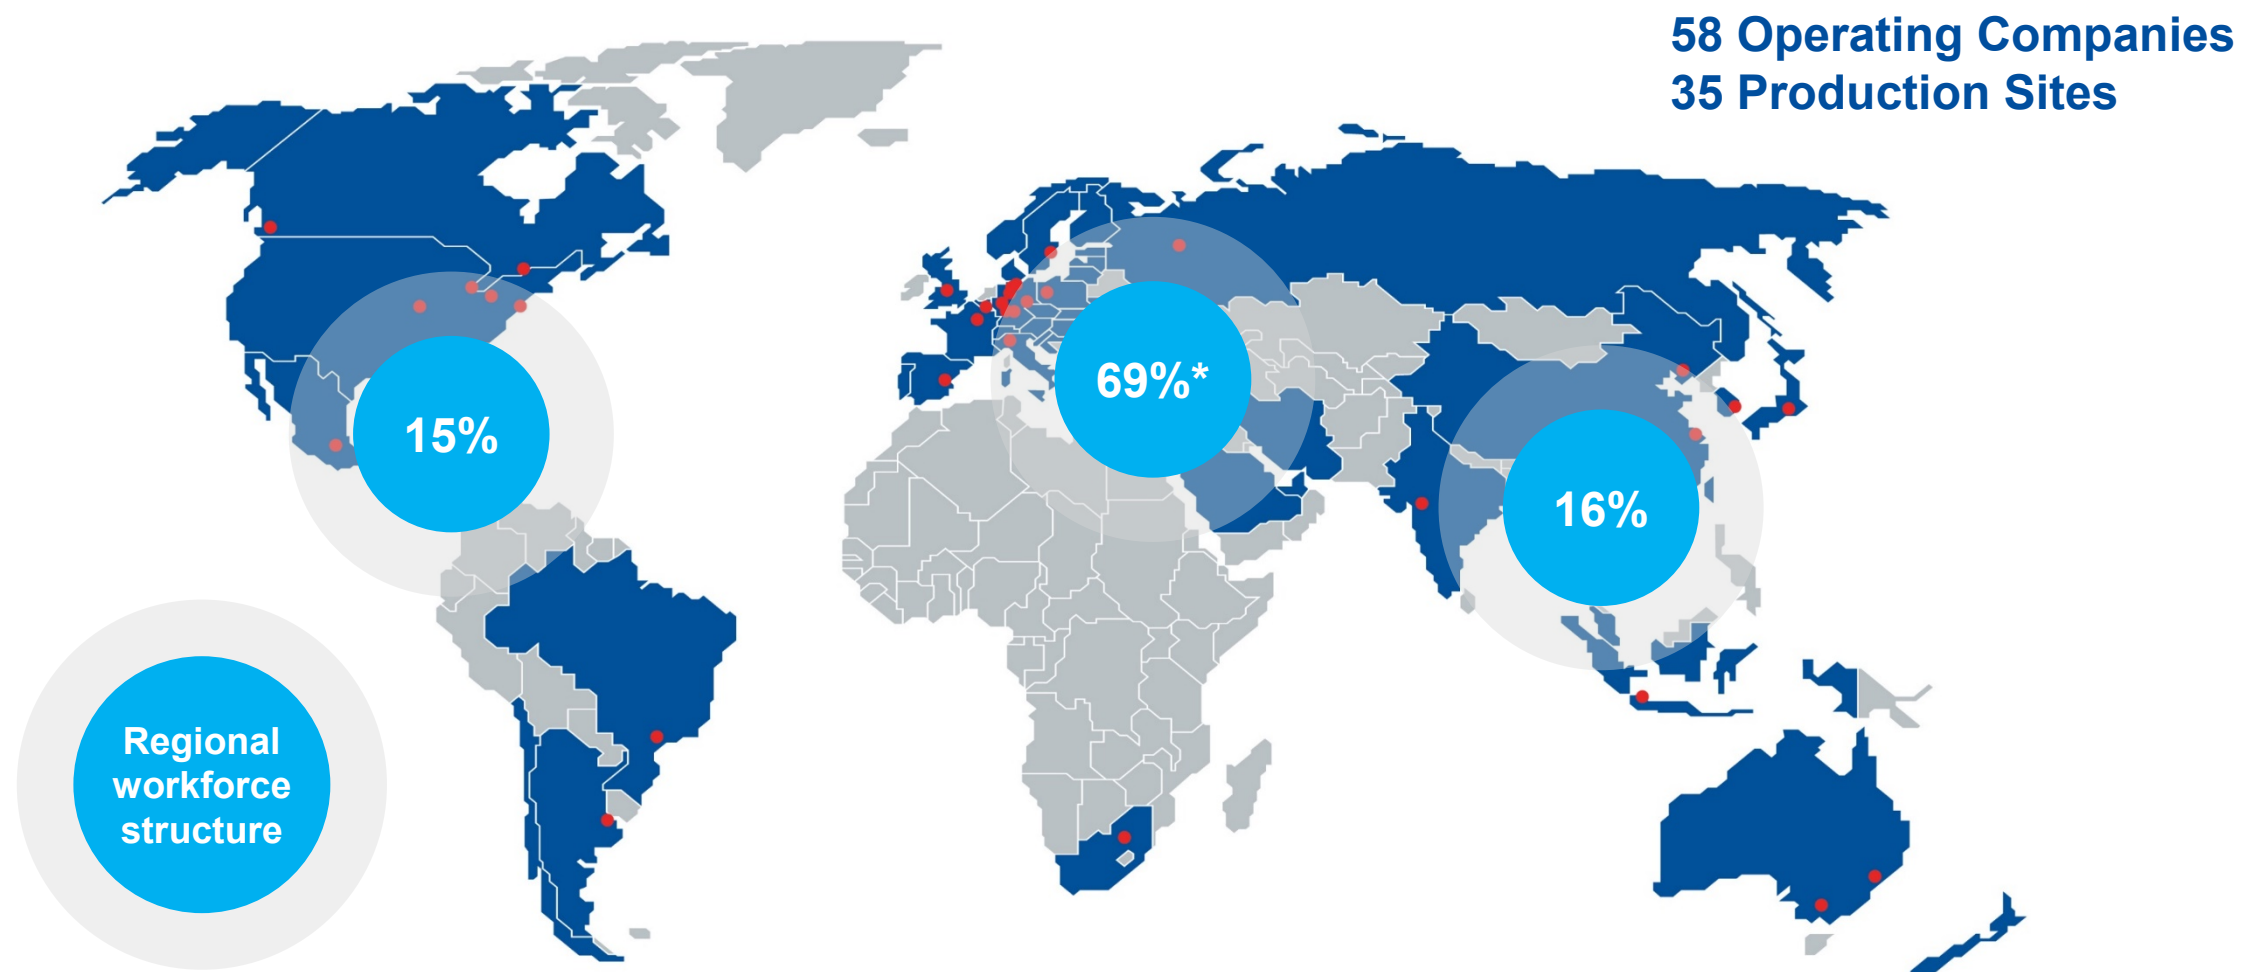 58 Operating Companies
35 Production Sites
69%*
15%
16%
Regional
workforce
structure